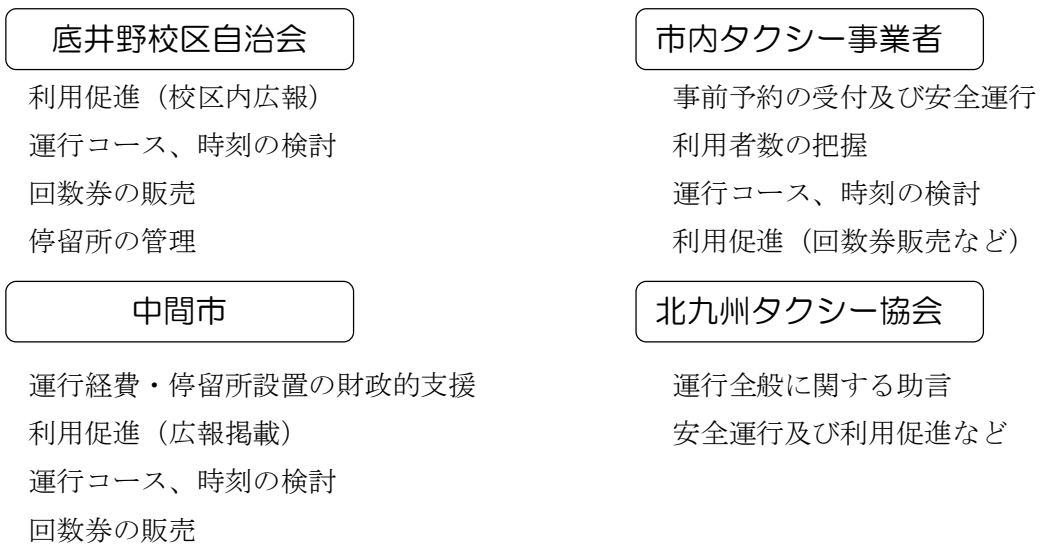 底井野校区自治会
利用促進（校区内広報）
運行コース、時刻の検討
回数券の販売
停留所の管理
市内タクシー事業者
事前予約の受付及び安全運行
利用者数の把握
運行コース、時刻の検討
利用促進（回数券販売など）
中間市
運行経費・停留所設置の財政的支援
利用促進（広報掲載）
運行コース、時刻の検討
回数券の販売
北九州タクシー協会
運行全般に関する助言
安全運行及び利用促進など